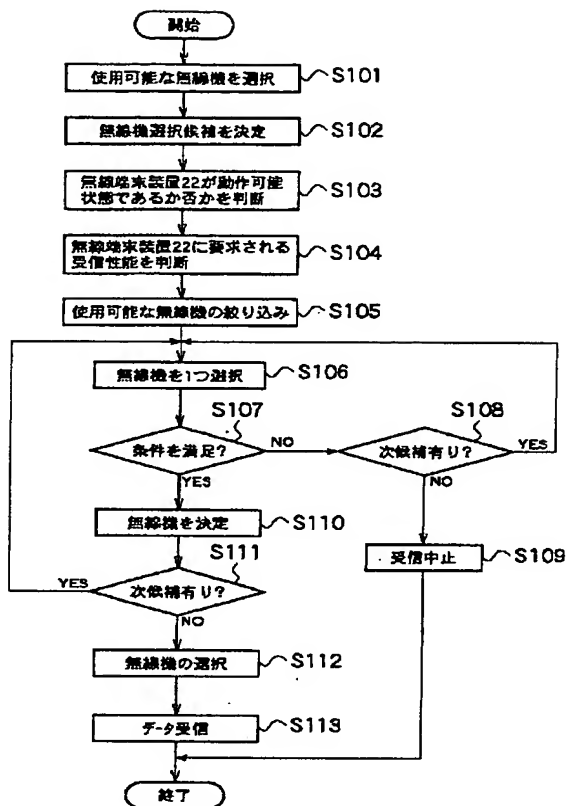 開始
使用可能な無線機を選択
S101
無線機選択候補を決定
S102
無線端末装置22が動作可能
状態であるか否かを判断
S103
無線端末装置22に要求される
受信性能を判断
S104
使用可能な無線機の絞り込み
S105
無線機を1つ選択
S106
条件を満足?
S107
NO
YES
次候補有り?
S108
YES
NO
無線機を決定
S110
受信中止
S109
次候補有り?
S111
YES
NO
無線機の選択
S112
データ受信
S113
終了